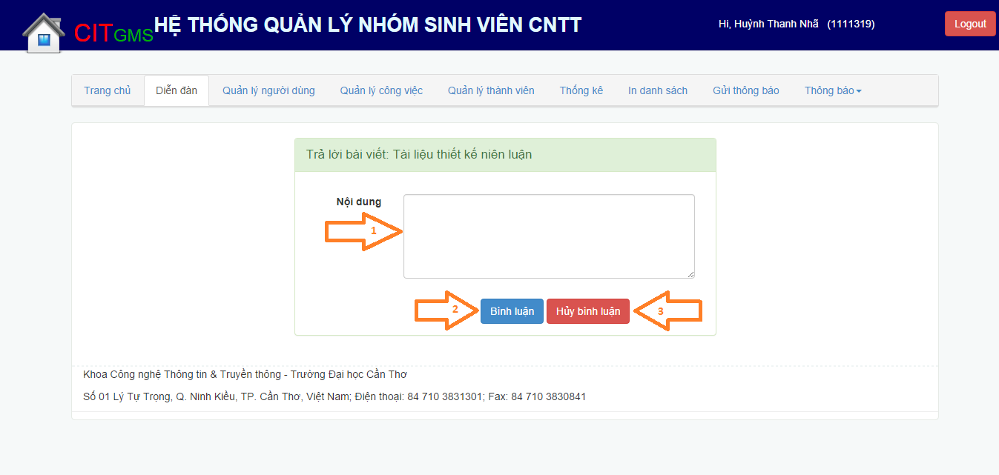 CITGMS HỆ THỐNG QUẢN LÝ NHÓM SINH VIÊN CNTT Hi, Huỳnh Thanh Nhã (1111319) Logout
Trang chủ Diễn đàn Quản lý người dùng Quản lý công việc Quản lý thành viên Thống kê In danh sách Gửi thông báo Thông báo
Trả lời bài viết: Tài liệu thiết kế niên luận
Nội dung
1
2 Bình luận Hủy bình luận 3
Khoa Công nghệ Thông tin & Truyền thông - Trường Đại học Cần Thơ
Số 01 Lý Tự Trọng, Q. Ninh Kiều, TP. Cần Thơ, Việt Nam; Điện thoại: 84 710 3831301; Fax: 84 710 3830841